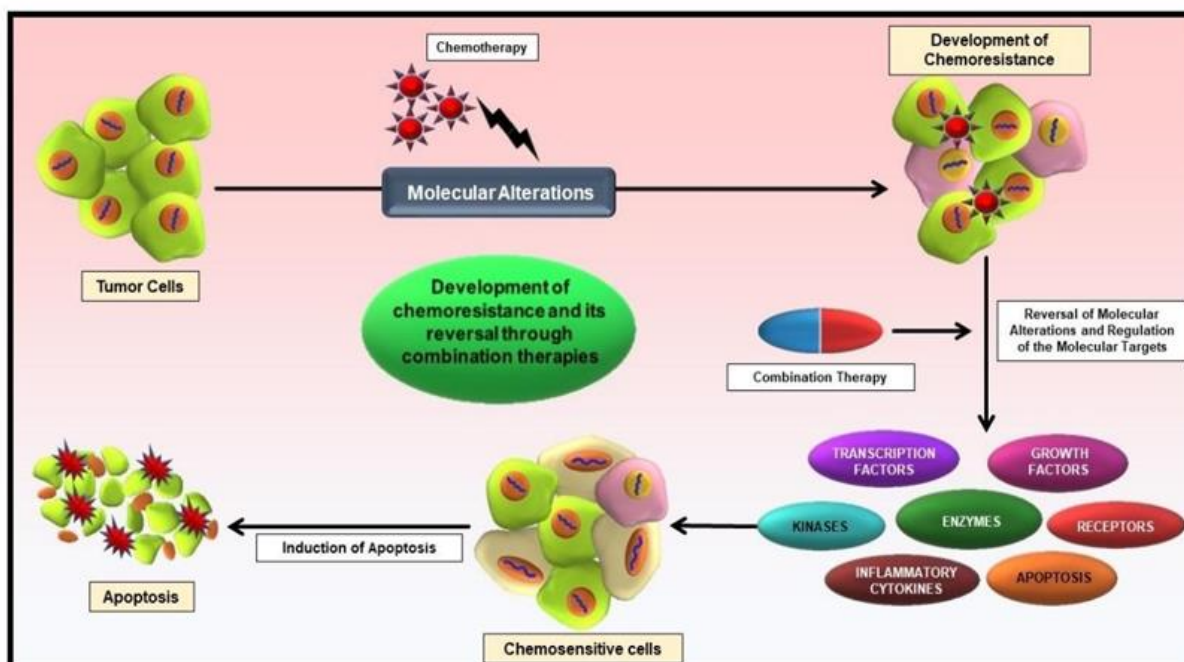 Chemotherapy
Development of
Chemoresistance
Molecular Alterations
Tumor Cells
Development of
chemoresistance and its
reversal through
combination therapies
Reversal of Molecular
Alterations and Regulation
of the Molecular Targets
Combination Therapy
TRANSCRIPTION
FACTORS
GROWTH
FACTORS
KINASES
ENZYMES
RECEPTORS
INFLAMMATORY
CYTOKINES
APOPTOSIS
Induction of Apoptosis
Apoptosis
Chemosensitive cells